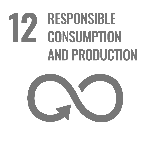 12 RESPONSIBLE
CONSUMPTION
AND PRODUCTION